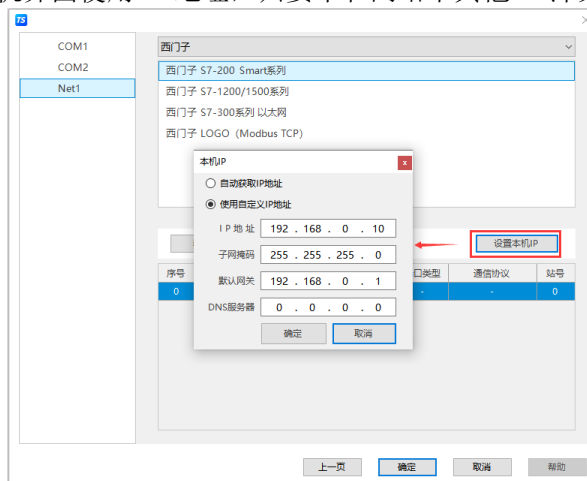 TS
COM1
COM2
Net1
西门子
西门子 S7-200 Smart系列
西门子 S7-1200/1500系列
西门子 S7-300系列 以太网
西门子 LOGO（Modbus TCP）
本机IP
x
自动获取IP地址
使用自定义IP地址
I P 地 址 192 . 168 . 0 . 10
子网掩码 255 . 255 . 255 . 0
默认网关 192 . 168 . 0 . 1
DNS服务器 0 . 0 . 0 . 0
确定 取消
设置本机IP
序号 口类型 通信协议 站号
0 - - 0
上一页 确定 取消 帮助